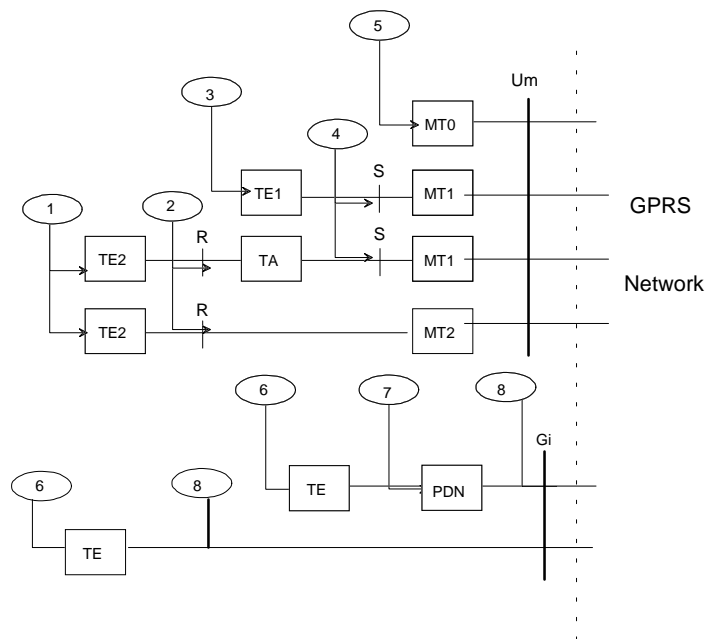 5
Um
3
MT0
4
S
TE1
MT1
GPRS
1
2
R
S
TE2
TA
MT1
Network
R
TE2
MT2
6
7
8
Gi
6
8
TE
PDN
TE